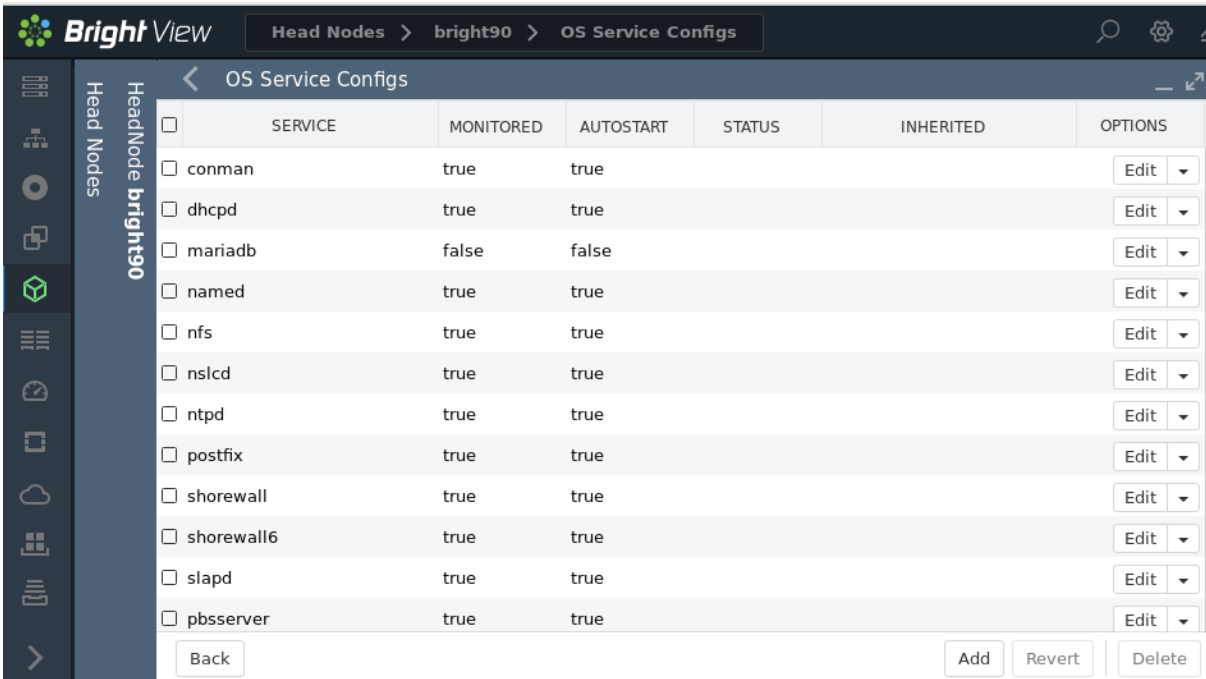 Bright View Head Nodes > bright90 > OS Service Configs
Head Nodes
HeadNode bright90
OS Service Configs
SERVICE MONITORED AUTOSTART STATUS INHERITED OPTIONS
conman true true Edit
dhcpd true true Edit
mariadb false false Edit
named true true Edit
nfs true true Edit
nslcd true true Edit
ntpd true true Edit
postfix true true Edit
shorewall true true Edit
shorewall6 true true Edit
slapd true true Edit
pbsserver true true Edit
Back Add Revert Delete